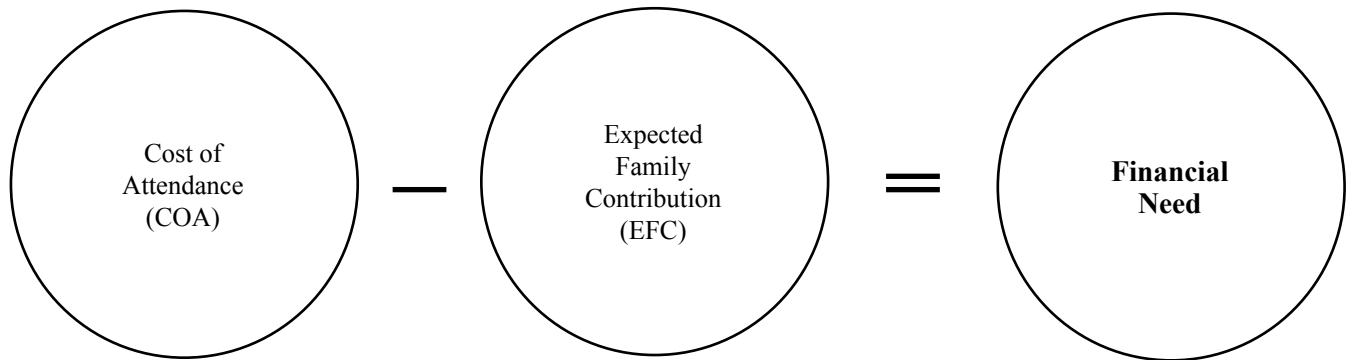 Cost of
Attendance
(COA)
—
Expected
Family
Contribution
(EFC)
=
Financial
Need